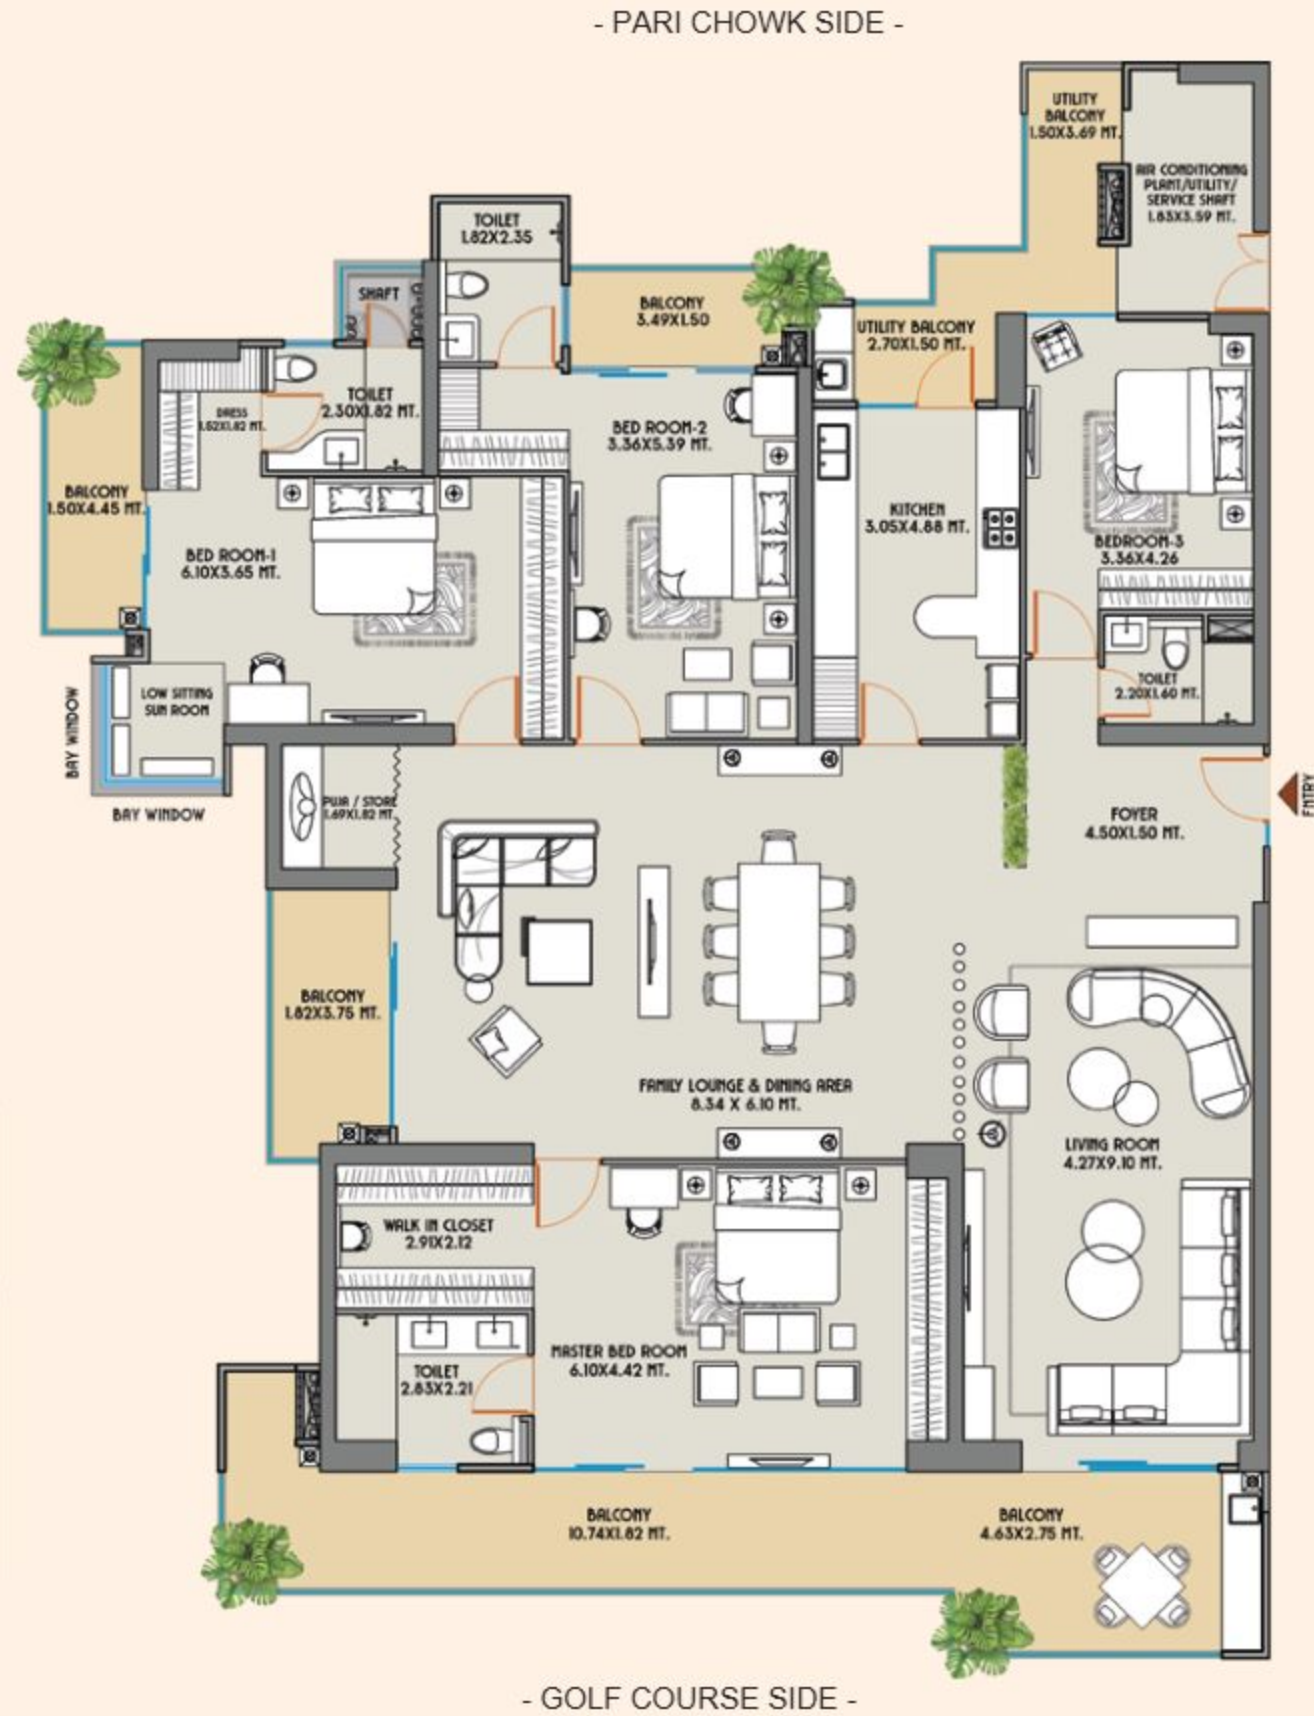 - PARI CHOWK SIDE -
UTILITY
BALCONY
1.50X3.69 MT.
AIR CONDITIONING
PLANT/UTILITY/
SERVICE SHAFT
1.83X3.59 MT.
TOILET
1.82X2.35
SHAFT
BALCONY
3.49X1.50
UTILITY BALCONY
2.70X1.50 MT.
TOILET
2.30X1.82 MT.
DRESS
1.52X1.82 MT.
BED ROOM-2
3.36X5.39 MT.
BALCONY
1.50X4.45 MT.
KITCHEN
3.05X4.88 MT.
BED ROOM-1
6.10X3.65 MT.
BEDROOM-3
3.36X4.26
TOILET
2.20X1.60 MT.
LOW SITTING
SUN ROOM
BAY WINDOW
BAY WINDOW
PUJA / STORE
1.69X1.82 MT.
FOYER
4.50X1.50 MT.
ENTRY
BALCONY
1.82X3.75 MT.
FAMILY LOUNGE & DINING AREA
8.34 X 6.10 MT.
LIVING ROOM
4.27X9.10 MT.
WALK IN CLOSET
2.91X2.12
MASTER BED ROOM
6.10X4.42 MT.
TOILET
2.83X2.21
BALCONY
10.74X1.82 MT.
BALCONY
4.63X2.75 MT.
- GOLF COURSE SIDE -